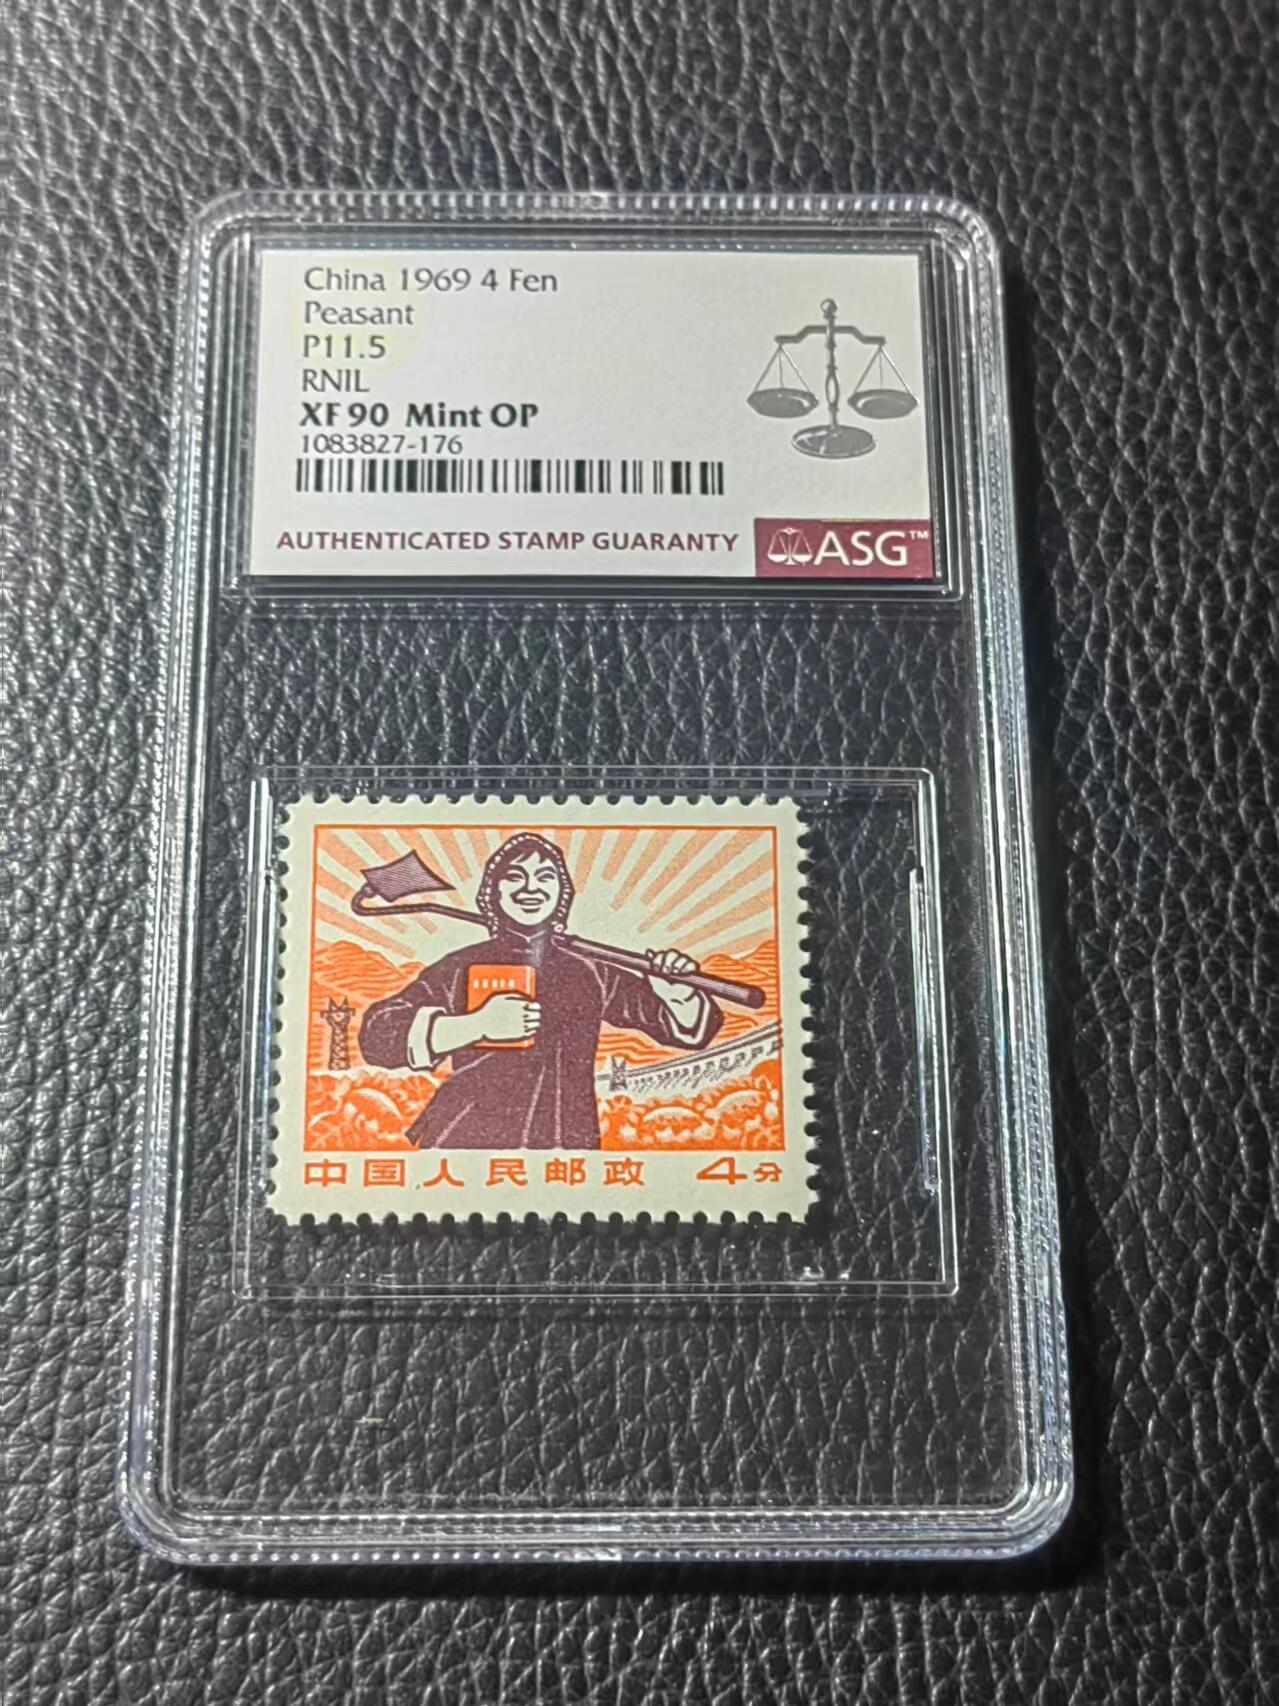 China 1969 4 Fen
Peasant
P11.5
RNIL
XF 90 Mint OP
1083827-176
AUTHENTICATED STAMP GUARANTY
ASG™
中国人民邮政 4分